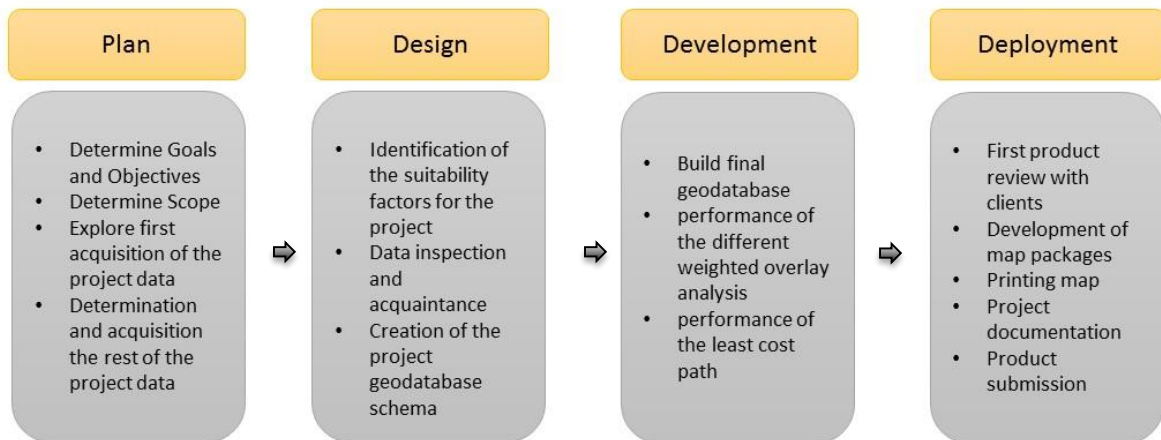 Plan
• Determine Goals
and Objectives
• Determine Scope
• Explore first
acquisition of the
project data
• Determination
and acquisition
the rest of the
project data
Design
• Identification of
the suitability
factors for the
project
• Data inspection
and
acquaintance
• Creation of the
project
geodatabase
schema
Development
• Build final
geodatabase
• performance of
the different
weighted overlay
analysis
• performance of
the least cost
path
Deployment
• First product
review with
clients
• Development of
map packages
• Printing map
• Project
documentation
• Product
submission